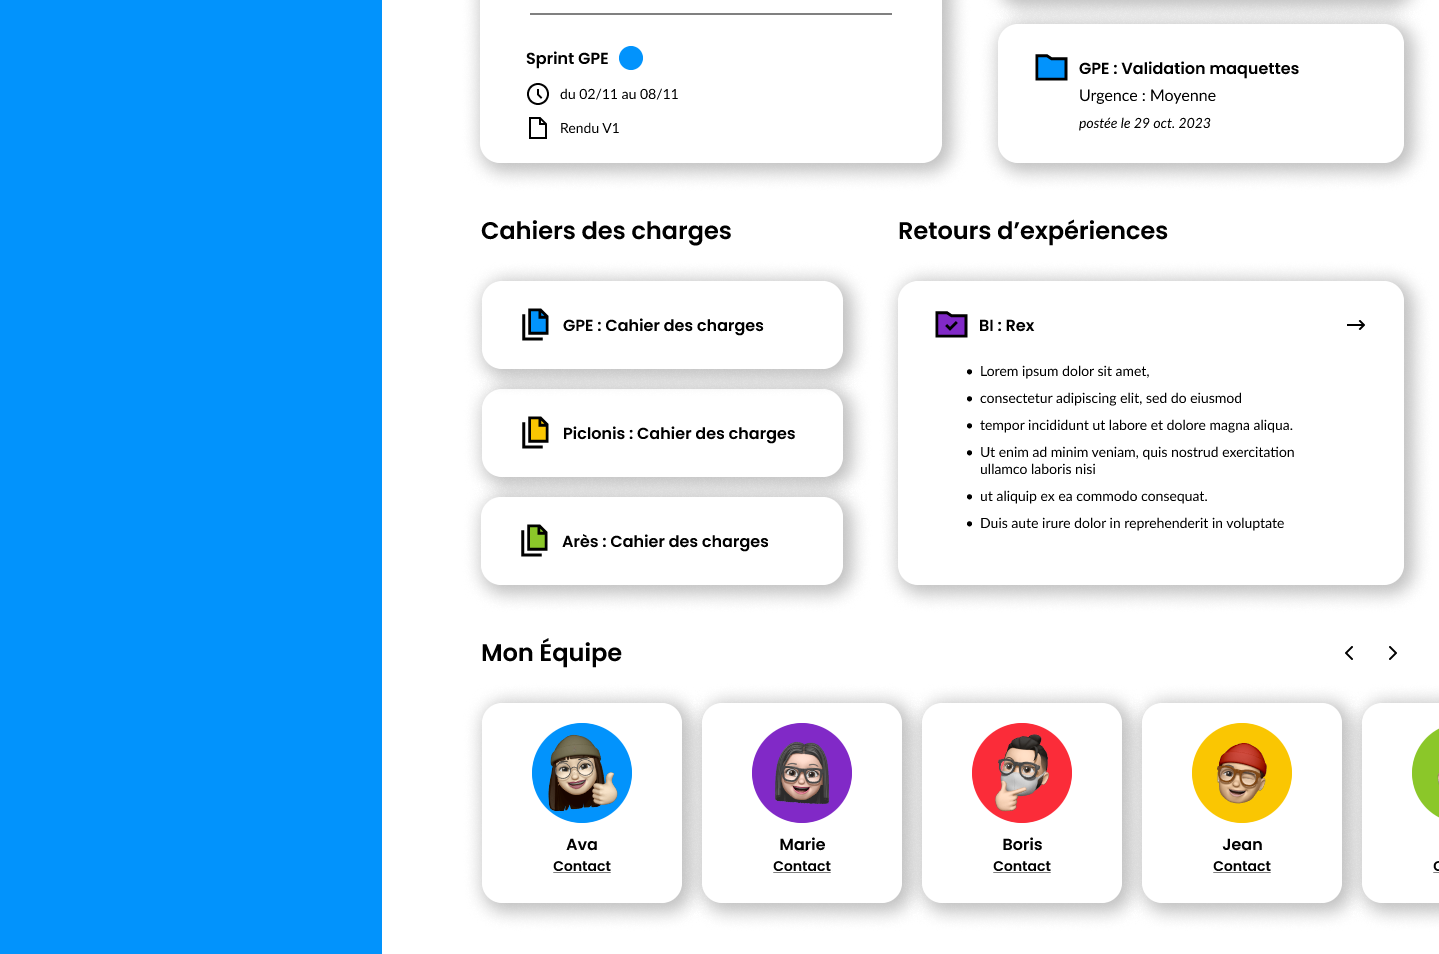 Sprint GPE
du 02/11 au 08/11
Rendu V1
GPE : Validation maquettes
Urgence : Moyenne
postée le 29 oct. 2023
Cahiers des charges
GPE : Cahier des charges
Piclonis : Cahier des charges
Arès : Cahier des charges
Retours d’expériences
BI : Rex
Lorem ipsum dolor sit amet,
consectetur adipiscing elit, sed do eiusmod
tempor incididunt ut labore et dolore magna aliqua.
Ut enim ad minim veniam, quis nostrud exercitation
ullamco laboris nisi
ut aliquip ex ea commodo consequat.
Duis aute irure dolor in reprehenderit in voluptate
Mon Équipe
Ava
Contact
Marie
Contact
Boris
Contact
Jean
Contact